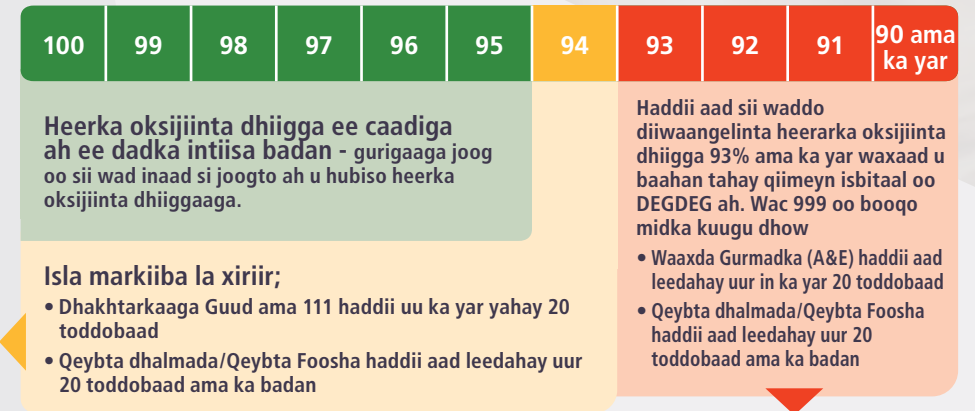 100 99 98 97 96 95 94 93 92 91 90 ama
ka yar
Heerka oksijiinta dhiigga ee caadiga
ah ee dadka intiisa badan - gurigaaga joog
oo sii wad inaad si joogto ah u hubiso heerka
oksijiinta dhiiggaaga.
Isla markiiba la xiriir;
• Dhakhtarkaaga Guud ama 111 haddii uu ka yar yahay 20
toddobaad
• Qeybta dhalmada/Qeybta Foosha haddii aad leedahay uur
20 toddobaad ama ka badan
Haddii aad sii waddo
diiwaangelinta heerarka oksijiinta
dhiigga 93% ama ka yar waxaad u
baahan tahay qiimeyn isbitaal oo
DEGDEG ah. Wac 999 oo booqo
midka kuugu dhow
• Waaxda Gurmadka (A&E) haddii aad
leedahay uur in ka yar 20 toddobaad
• Qeybta dhalmada/Qeybta Foosha
haddii aad leedahay uur 20
toddobaad ama ka badan